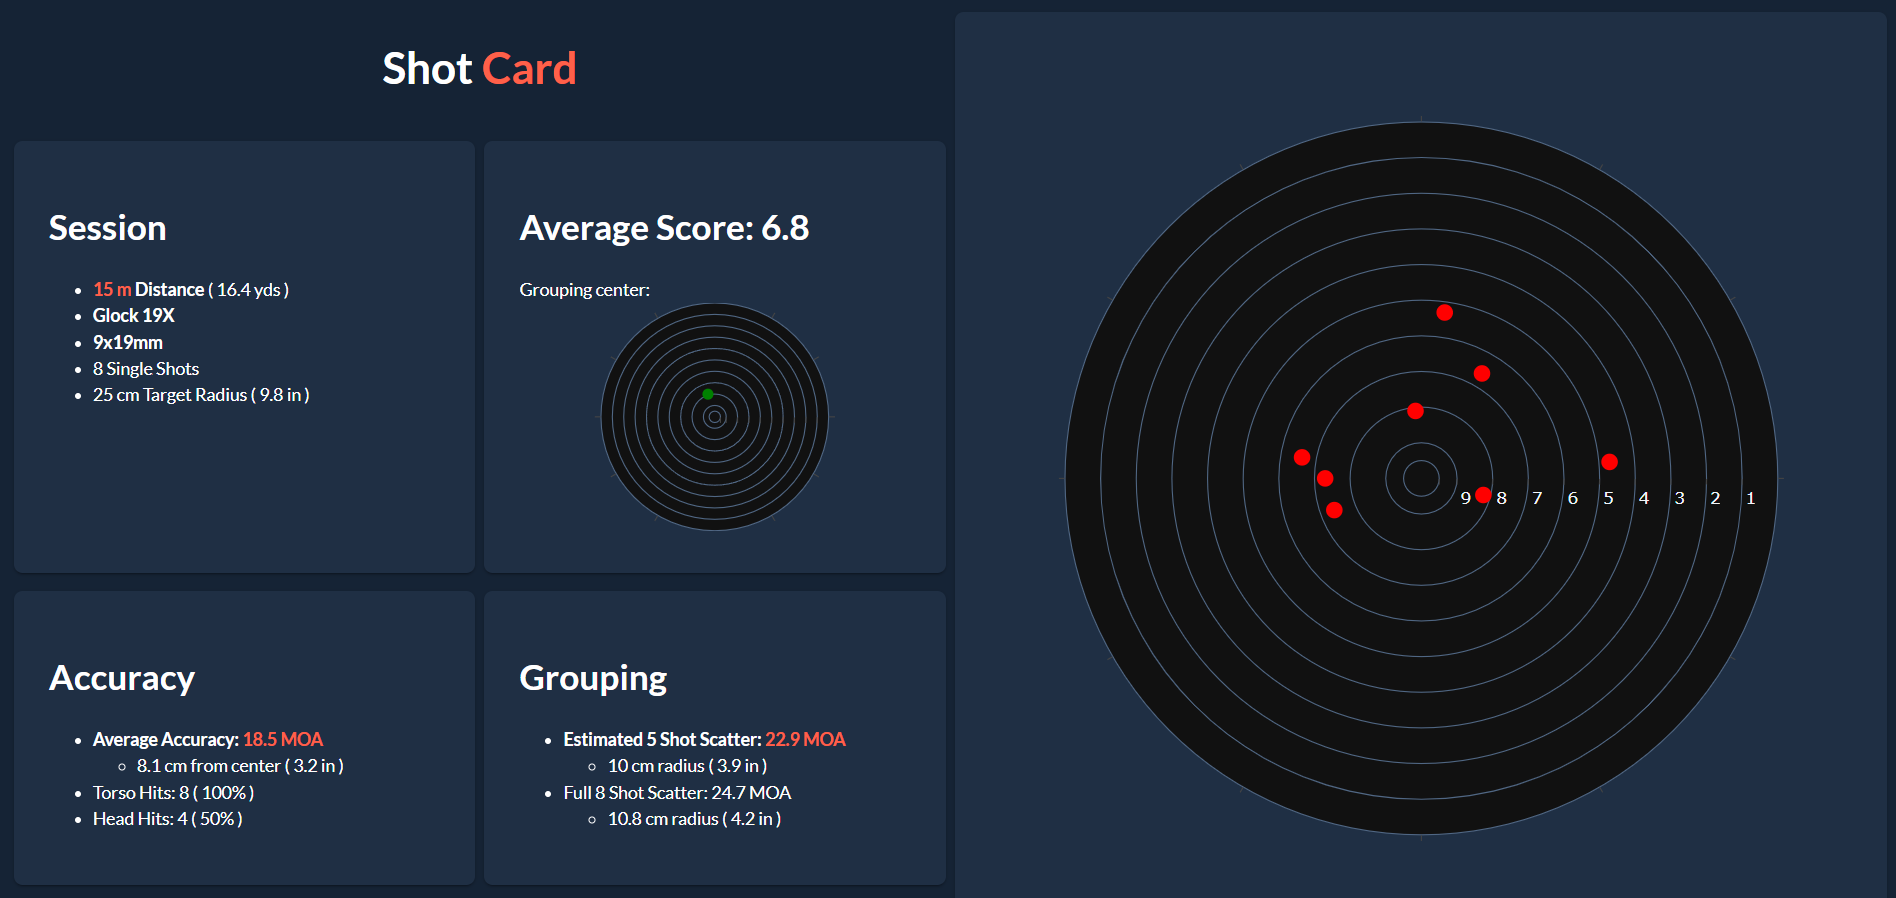 Shot Card
Session
15 m Distance ( 16.4 yds )
Glock 19X
9x19mm
8 Single Shots
25 cm Target Radius ( 9.8 in )
Average Score: 6.8
Grouping center:
Accuracy
Average Accuracy: 18.5 MOA
8.1 cm from center ( 3.2 in )
Torso Hits: 8 ( 100% )
Head Hits: 4 ( 50% )
Grouping
Estimated 5 Shot Scatter: 22.9 MOA
10 cm radius ( 3.9 in )
Full 8 Shot Scatter: 24.7 MOA
10.8 cm radius ( 4.2 in )
9 8 7 6 5 4 3 2 1